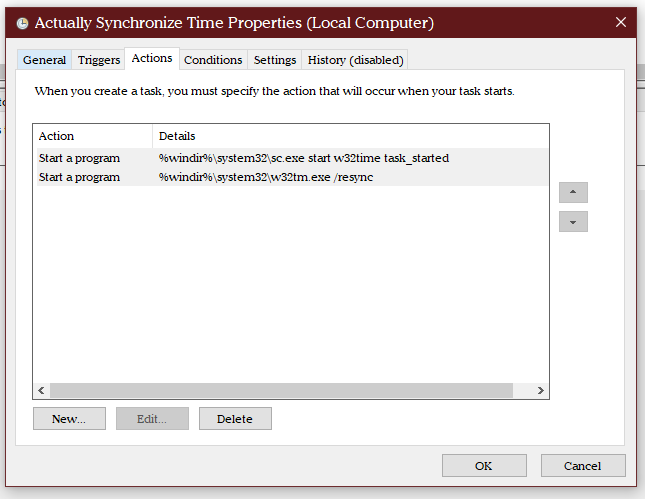 Actually Synchronize Time Properties (Local Computer)
General Triggers Actions Conditions Settings History (disabled)
When you create a task, you must specify the action that will occur when your task starts.
Action Details
Start a program %windir%\system32\sc.exe start w32time task_started
Start a program %windir%\system32\w32tm.exe /resync
New... Edit... Delete
OK Cancel